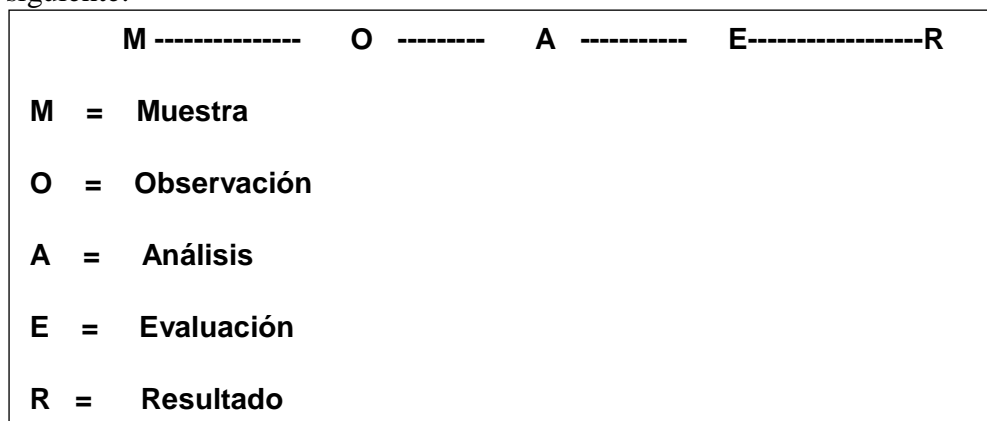 siguiente:
M --------------- O --------- A ----------- E------------------R
M = Muestra
O = Observación
A = Análisis
E = Evaluación
R = Resultado